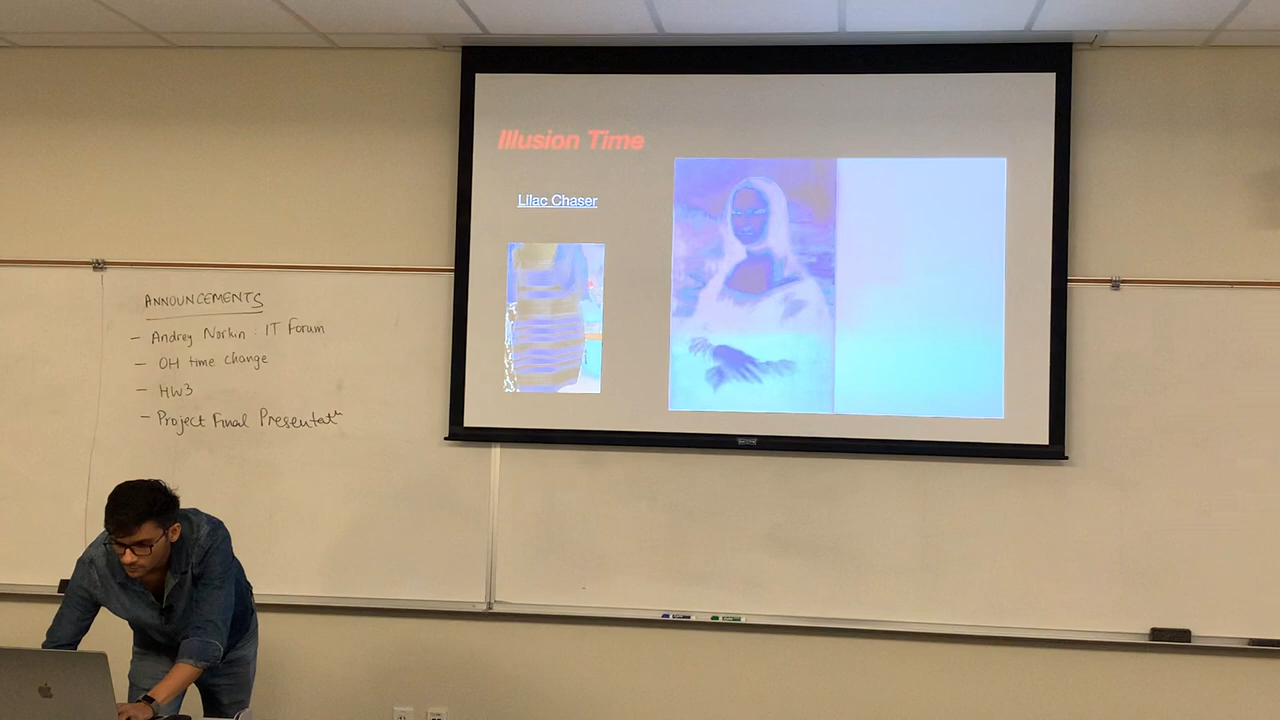 Illusion Time
Lilac Chaser
ANNOUNCEMENTS
- Andrey Norkin : IT Forum
- OH time change
- HW3
- Project Final Presentatn